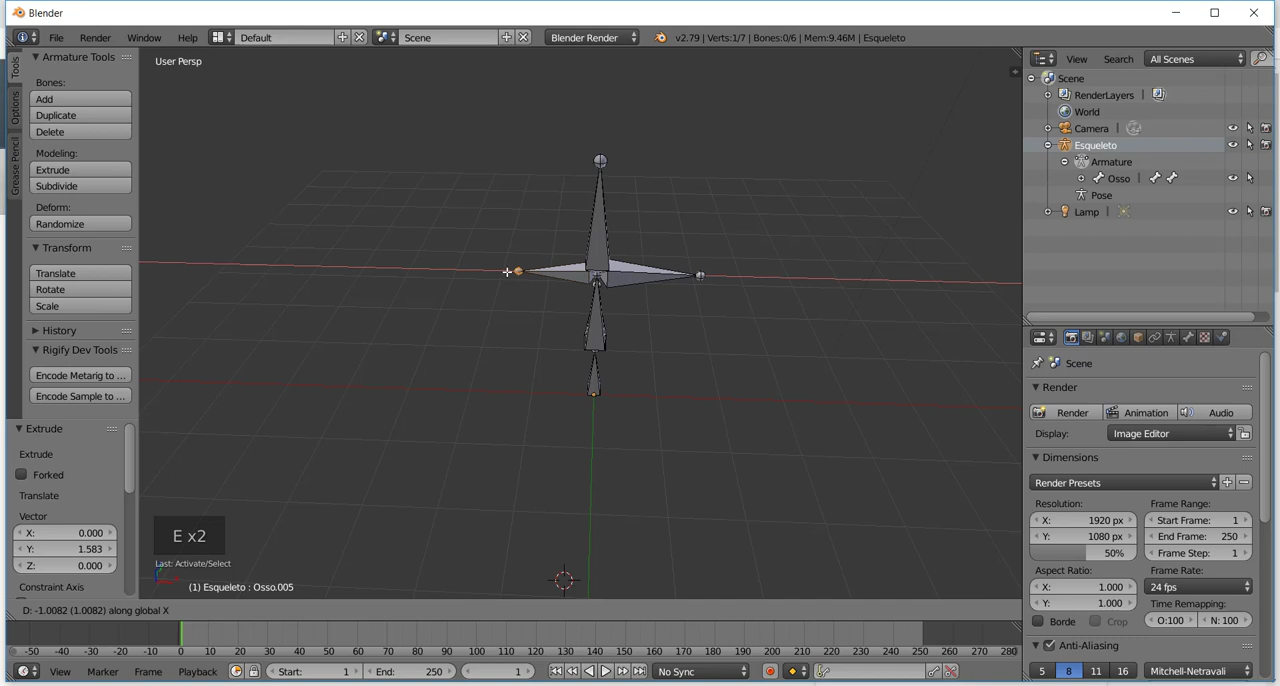 Blender
File Render Window Help Default Scene Blender Render v2.79 | Verts:1/7 | Bones:0/6 | Mem:9.46M | Esqueleto
Tools
Options
Grease Pencil
Armature Tools
Bones:
Add
Duplicate
Delete
Modeling:
Extrude
Subdivide
Deform:
Randomize
Transform
Translate
Rotate
Scale
History
Rigify Dev Tools
Encode Metarig to ...
Encode Sample to ...
Extrude
Extrude
Forked
Translate
Vector
X: 0.000
Y: 1.583
Z: 0.000
Constraint Axis
User Persp
E x2
Last: Activate/Select
(1) Esqueleto : Osso.005
D: -1.0082 (1.0082) along global X
-50 -40 -30 -20 -10 0 10 20 30 40 50 60 70 80 90 100 110 120 130 140 150 160 170 180 190 200 210 220 230 240 250 260 270 280
View Marker Frame Playback Start: 1 End: 250 1 No Sync
View Search All Scenes
Scene
RenderLayers |
World
Camera |
Esqueleto
Armature
Osso |
Pose
Lamp |
Scene
Render
Render Animation Audio
Display: Image Editor
Dimensions
Render Presets
Resolution: Frame Range:
X: 1920 px Start Frame: 1
Y: 1080 px End Frame: 250
50% Frame Step: 1
Aspect Ratio: Frame Rate:
X: 1.000 24 fps
Y: 1.000 Time Remapping:
Borde Crop O:100 N: 100
Anti-Aliasing
5 8 11 16 Mitchell-Netravali